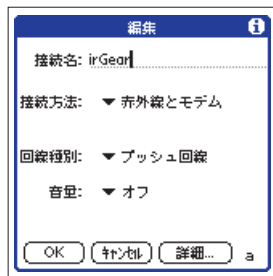 編集
接続名: irGear
接続方法: ▼ 赤外線とモデム
回線種別: ▼ プッシュ回線
音量: ▼ オフ
OK ｷｬﾝｾﾙ 詳細... a